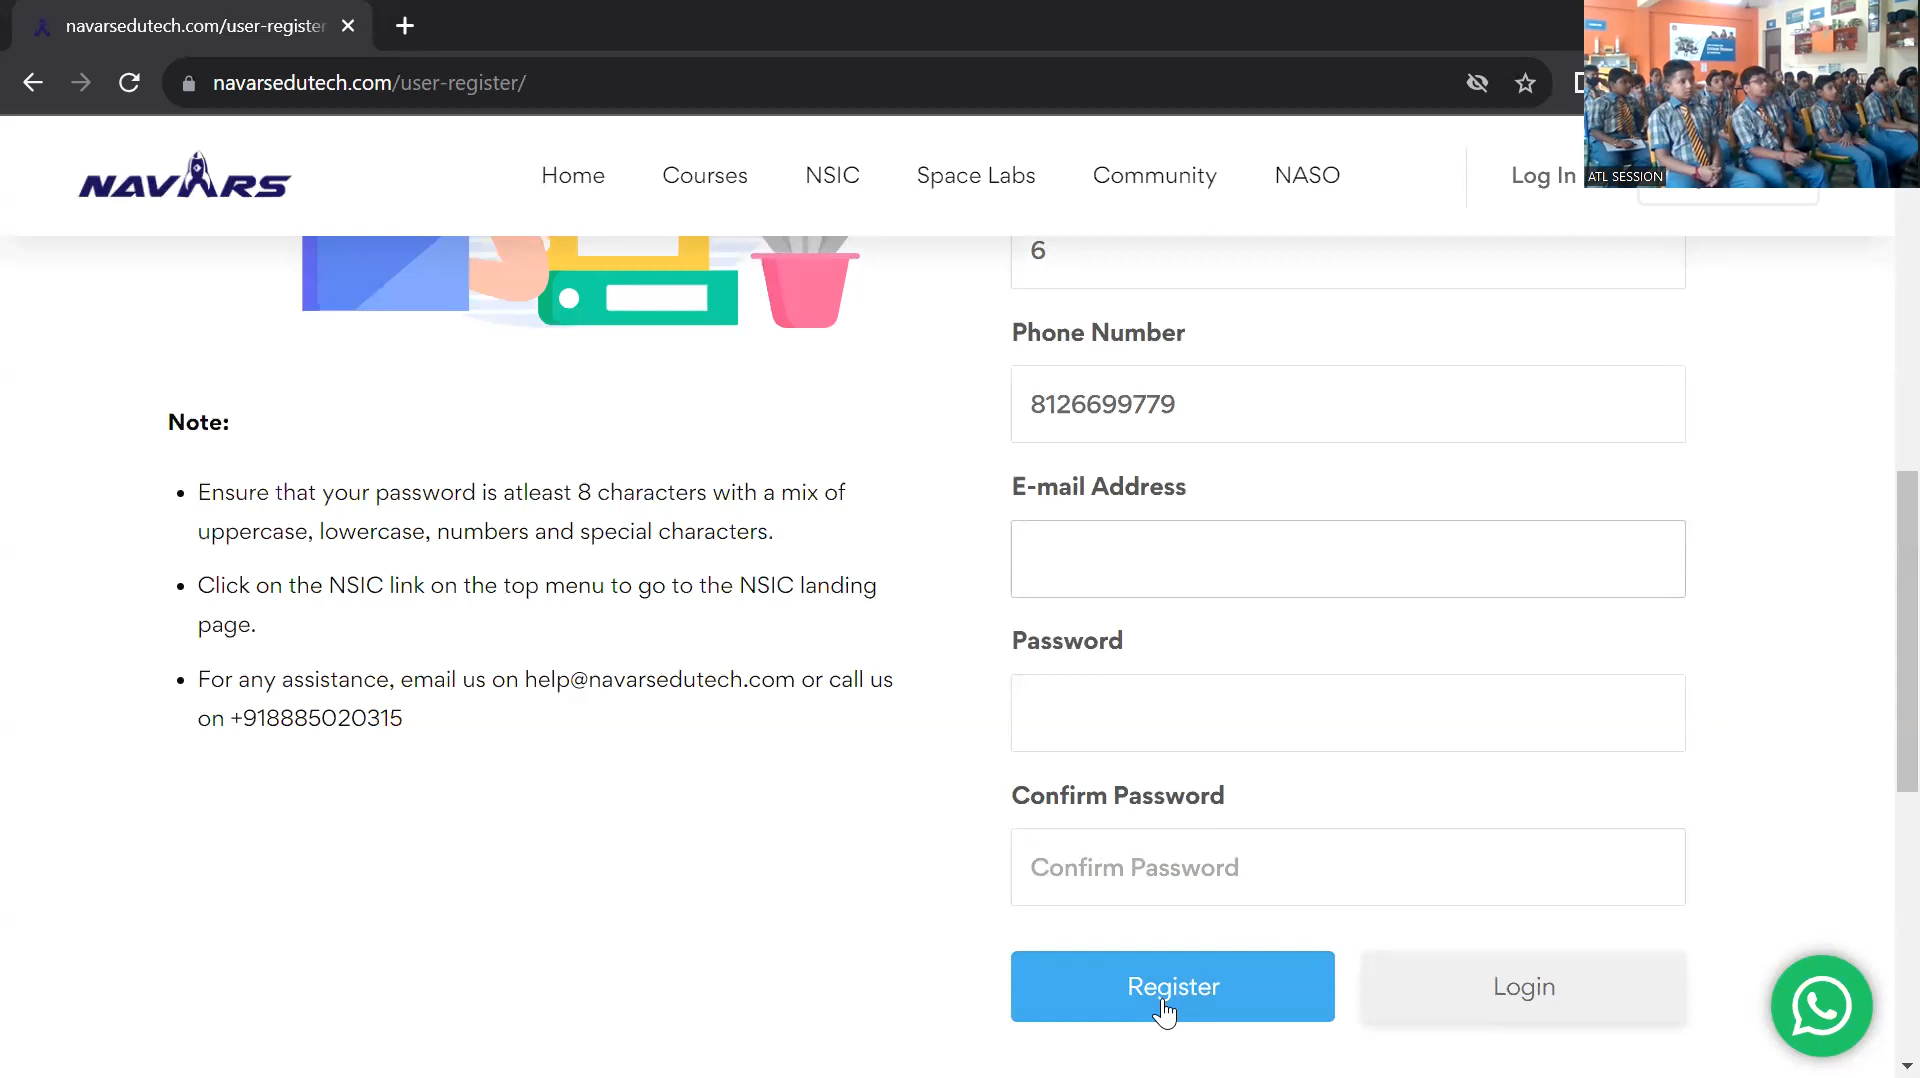 navarsedutech.com/user-register
navarsedutech.com/user-register/
NAVARS
Home
Courses
NSIC
Space Labs
Community
NASO
Log In
ATL SESSION
6
Phone Number
8126699779
E-mail Address
Password
Confirm Password
Confirm Password
Register
Login
Note:
Ensure that your password is atleast 8 characters with a mix of
uppercase, lowercase, numbers and special characters.
Click on the NSIC link on the top menu to go to the NSIC landing
page.
For any assistance, email us on help@navarsedutech.com or call us
on +918885020315